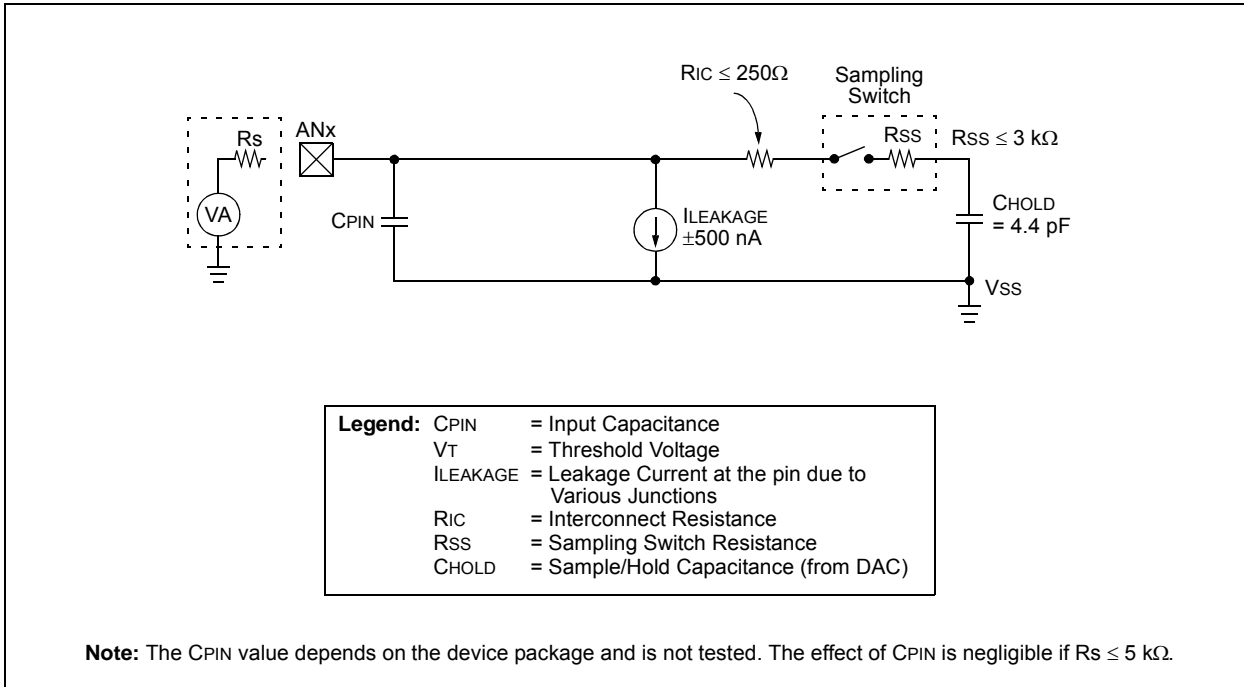 RIC ≤ 250Ω
Sampling
Switch
Rs
ANx
RSS
RSS ≤ 3 kΩ
VA
CPIN
ILEAKAGE
±500 nA
CHOLD
= 4.4 pF
VSS
Legend: CPIN = Input Capacitance
VT = Threshold Voltage
ILEAKAGE = Leakage Current at the pin due to
Various Junctions
RIC = Interconnect Resistance
RSS = Sampling Switch Resistance
CHOLD = Sample/Hold Capacitance (from DAC)
Note: The CPIN value depends on the device package and is not tested. The effect of CPIN is negligible if Rs ≤ 5 kΩ.